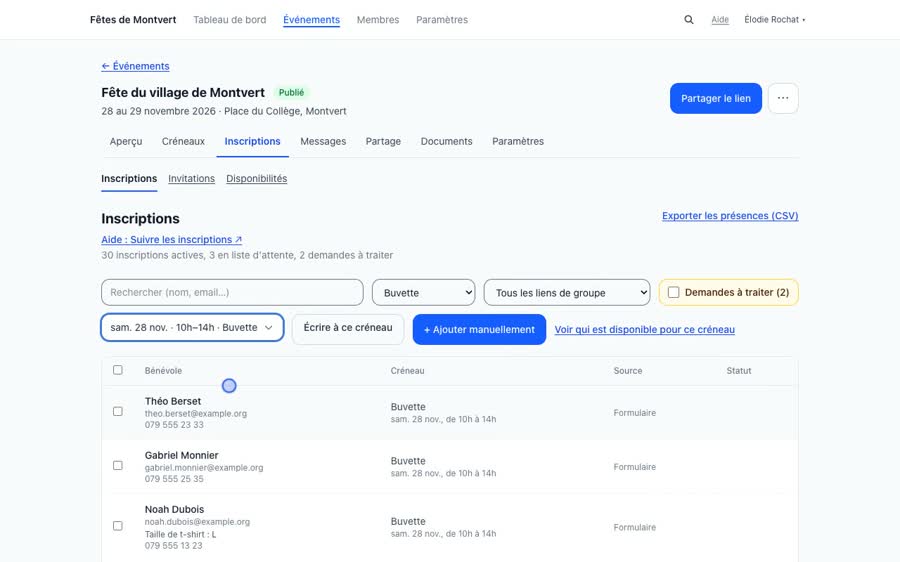 Fêtes de Montvert Tableau de bord Événements Membres Paramètres Aide Élodie Rochat
← Événements
Fête du village de Montvert Publié
28 au 29 novembre 2026 · Place du Collège, Montvert
Partager le lien ...
Aperçu Créneaux Inscriptions Messages Partage Documents Paramètres
Inscriptions Invitations Disponibilités
Inscriptions
Exporter les présences (CSV)
Aide : Suivre les inscriptions ↗
30 inscriptions actives, 3 en liste d'attente, 2 demandes à traiter
Rechercher (nom, email...) Buvette Tous les liens de groupe Demandes à traiter (2)
sam. 28 nov. · 10h–14h · Buvette Écrire à ce créneau + Ajouter manuellement Voir qui est disponible pour ce créneau
Bénévole Créneau Source Statut
Théo Berset
theo.berset@example.org
079 555 23 33
Buvette
sam. 28 nov., de 10h à 14h
Formulaire
Gabriel Monnier
gabriel.monnier@example.org
079 555 25 35
Buvette
sam. 28 nov., de 10h à 14h
Formulaire
Noah Dubois
noah.dubois@example.org
Taille de t-shirt : L
079 555 13 23
Buvette
sam. 28 nov., de 10h à 14h
Formulaire